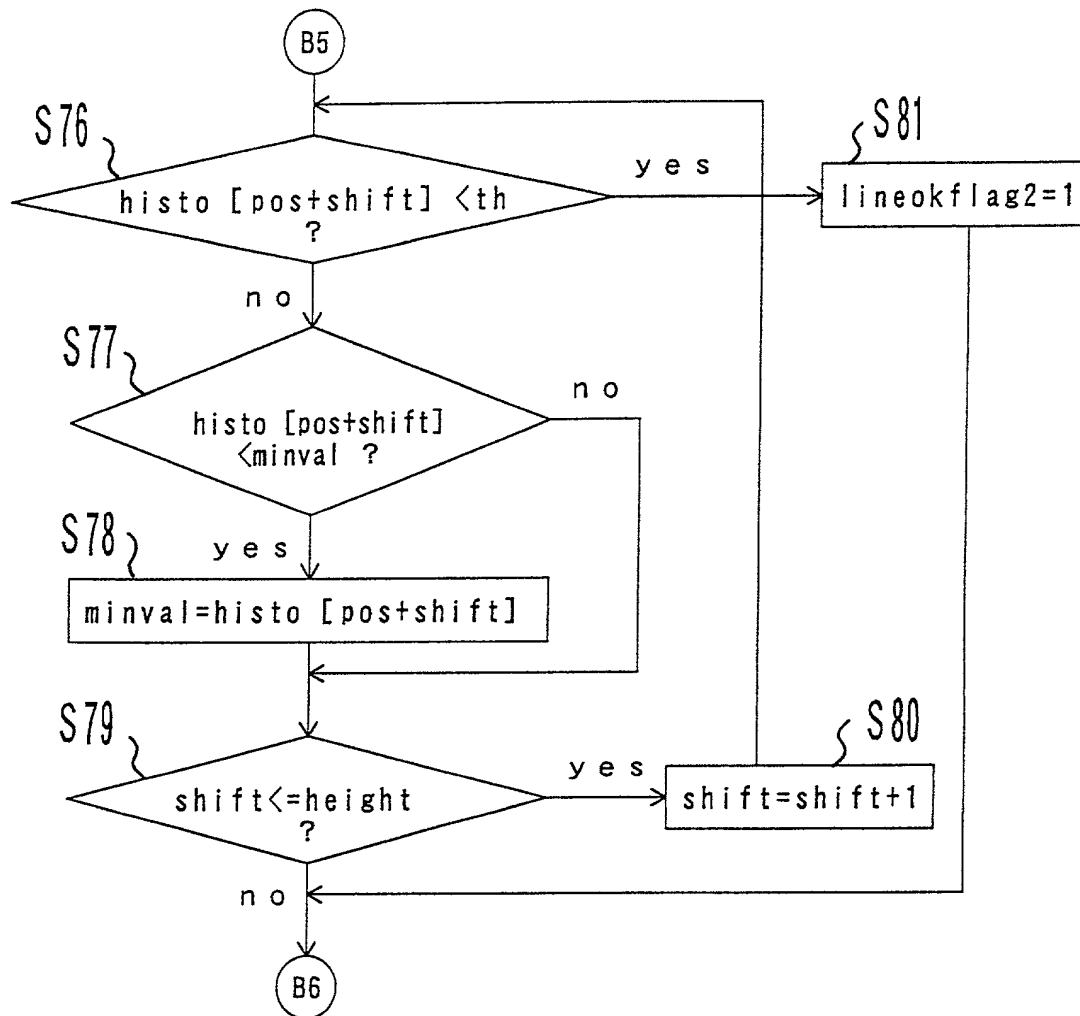 B5
S76
histo [pos+shift] <th
?
yes
S81
lineokflag2=1
no
S77
histo [pos+shift]
<minval ?
no
yes
S78
minval=histo [pos+shift]
S79
shift<=height
?
yes
S80
shift=shift+1
no
B6